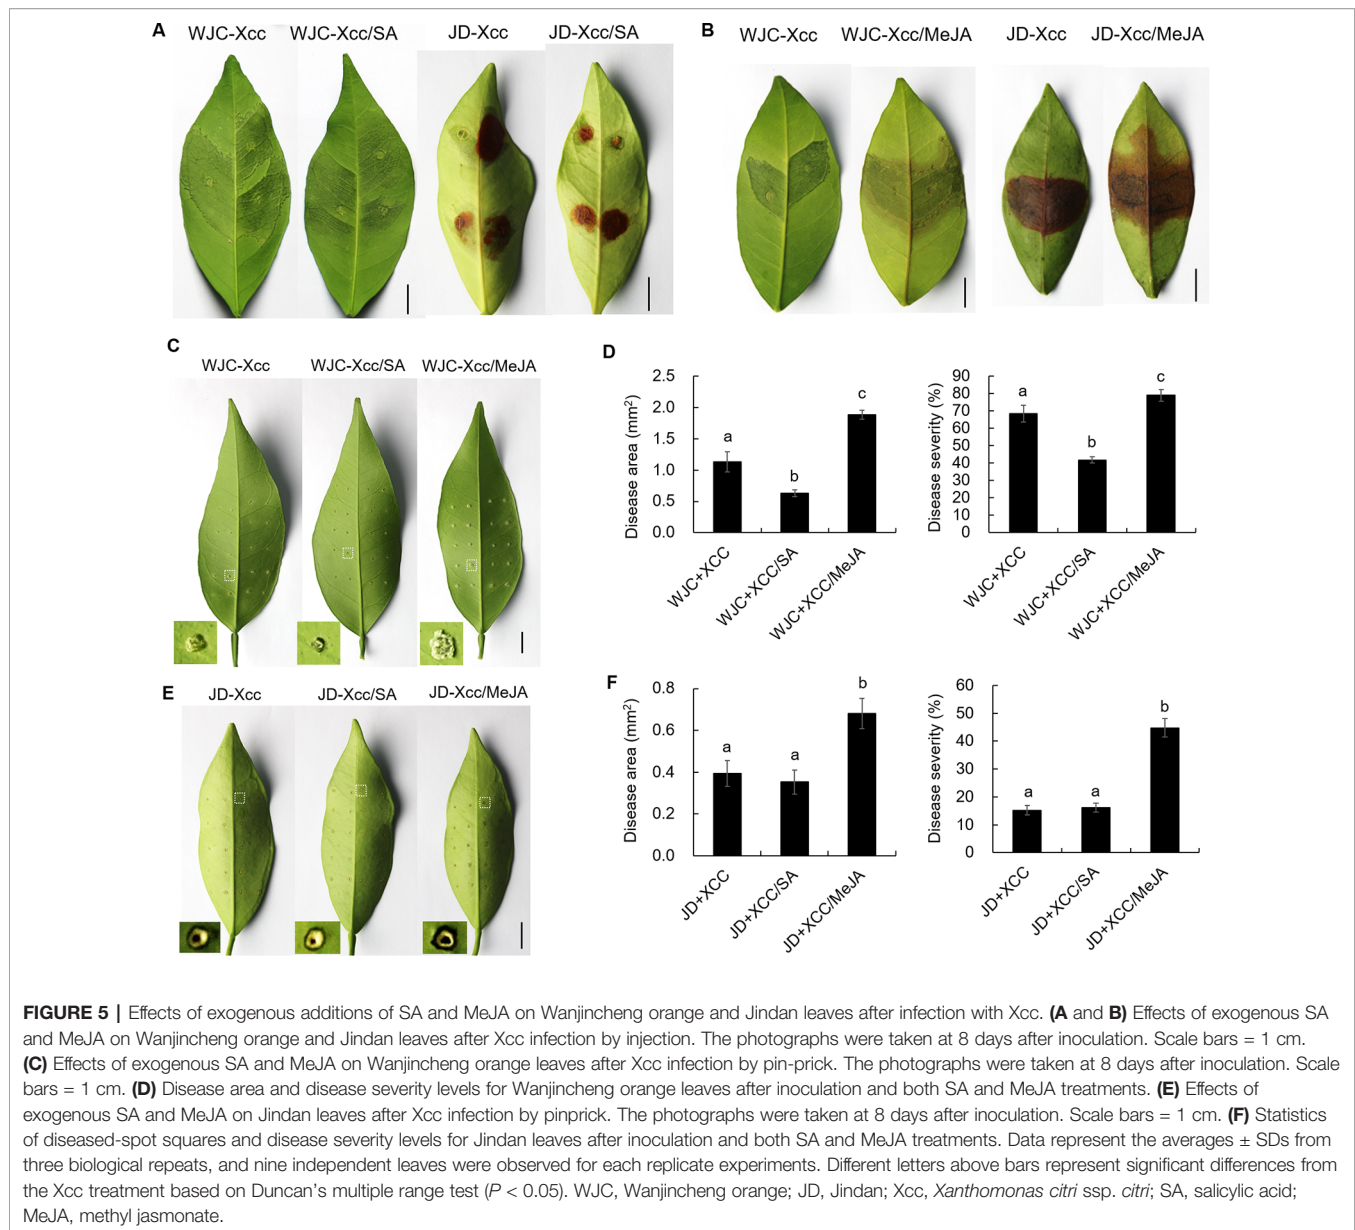 A
WJC-Xcc WJC-Xcc/SA JD-Xcc JD-Xcc/SA
B
WJC-Xcc WJC-Xcc/MeJA JD-Xcc JD-Xcc/MeJA
C
WJC-Xcc WJC-Xcc/SA WJC-Xcc/MeJA
D
Disease area (mm²)
2.5
2.0
1.5
1.0
0.5
0.0
a
b
c
WJC+XCC
WJC+XCC/SA
WJC+XCC/MeJA
Disease severity (%)
90
80
70
60
50
40
30
20
10
0
a
b
c
WJC+XCC
WJC+XCC/SA
WJC+XCC/MeJA
E
JD-Xcc JD-Xcc/SA JD-Xcc/MeJA
F
Disease area (mm²)
0.8
0.6
0.4
0.2
0.0
a
a
b
JD+XCC
JD+XCC/SA
JD+XCC/MeJA
Disease severity (%)
60
50
40
30
20
10
0
a
a
b
JD+XCC
JD+XCC/SA
JD+XCC/MeJA
FIGURE 5 | Effects of exogenous additions of SA and MeJA on Wanjincheng orange and Jindan leaves after infection with Xcc. (A and B) Effects of exogenous SA
and MeJA on Wanjincheng orange and Jindan leaves after Xcc infection by injection. The photographs were taken at 8 days after inoculation. Scale bars = 1 cm.
(C) Effects of exogenous SA and MeJA on Wanjincheng orange leaves after Xcc infection by pin-prick. The photographs were taken at 8 days after inoculation. Scale
bars = 1 cm. (D) Disease area and disease severity levels for Wanjincheng orange leaves after inoculation and both SA and MeJA treatments. (E) Effects of
exogenous SA and MeJA on Jindan leaves after Xcc infection by pinprick. The photographs were taken at 8 days after inoculation. Scale bars = 1 cm. (F) Statistics
of diseased-spot squares and disease severity levels for Jindan leaves after inoculation and both SA and MeJA treatments. Data represent the averages ± SDs from
three biological repeats, and nine independent leaves were observed for each replicate experiments. Different letters above bars represent significant differences from
the Xcc treatment based on Duncan's multiple range test (P < 0.05). WJC, Wanjincheng orange; JD, Jindan; Xcc, Xanthomonas citri ssp. citri; SA, salicylic acid;
MeJA, methyl jasmonate.